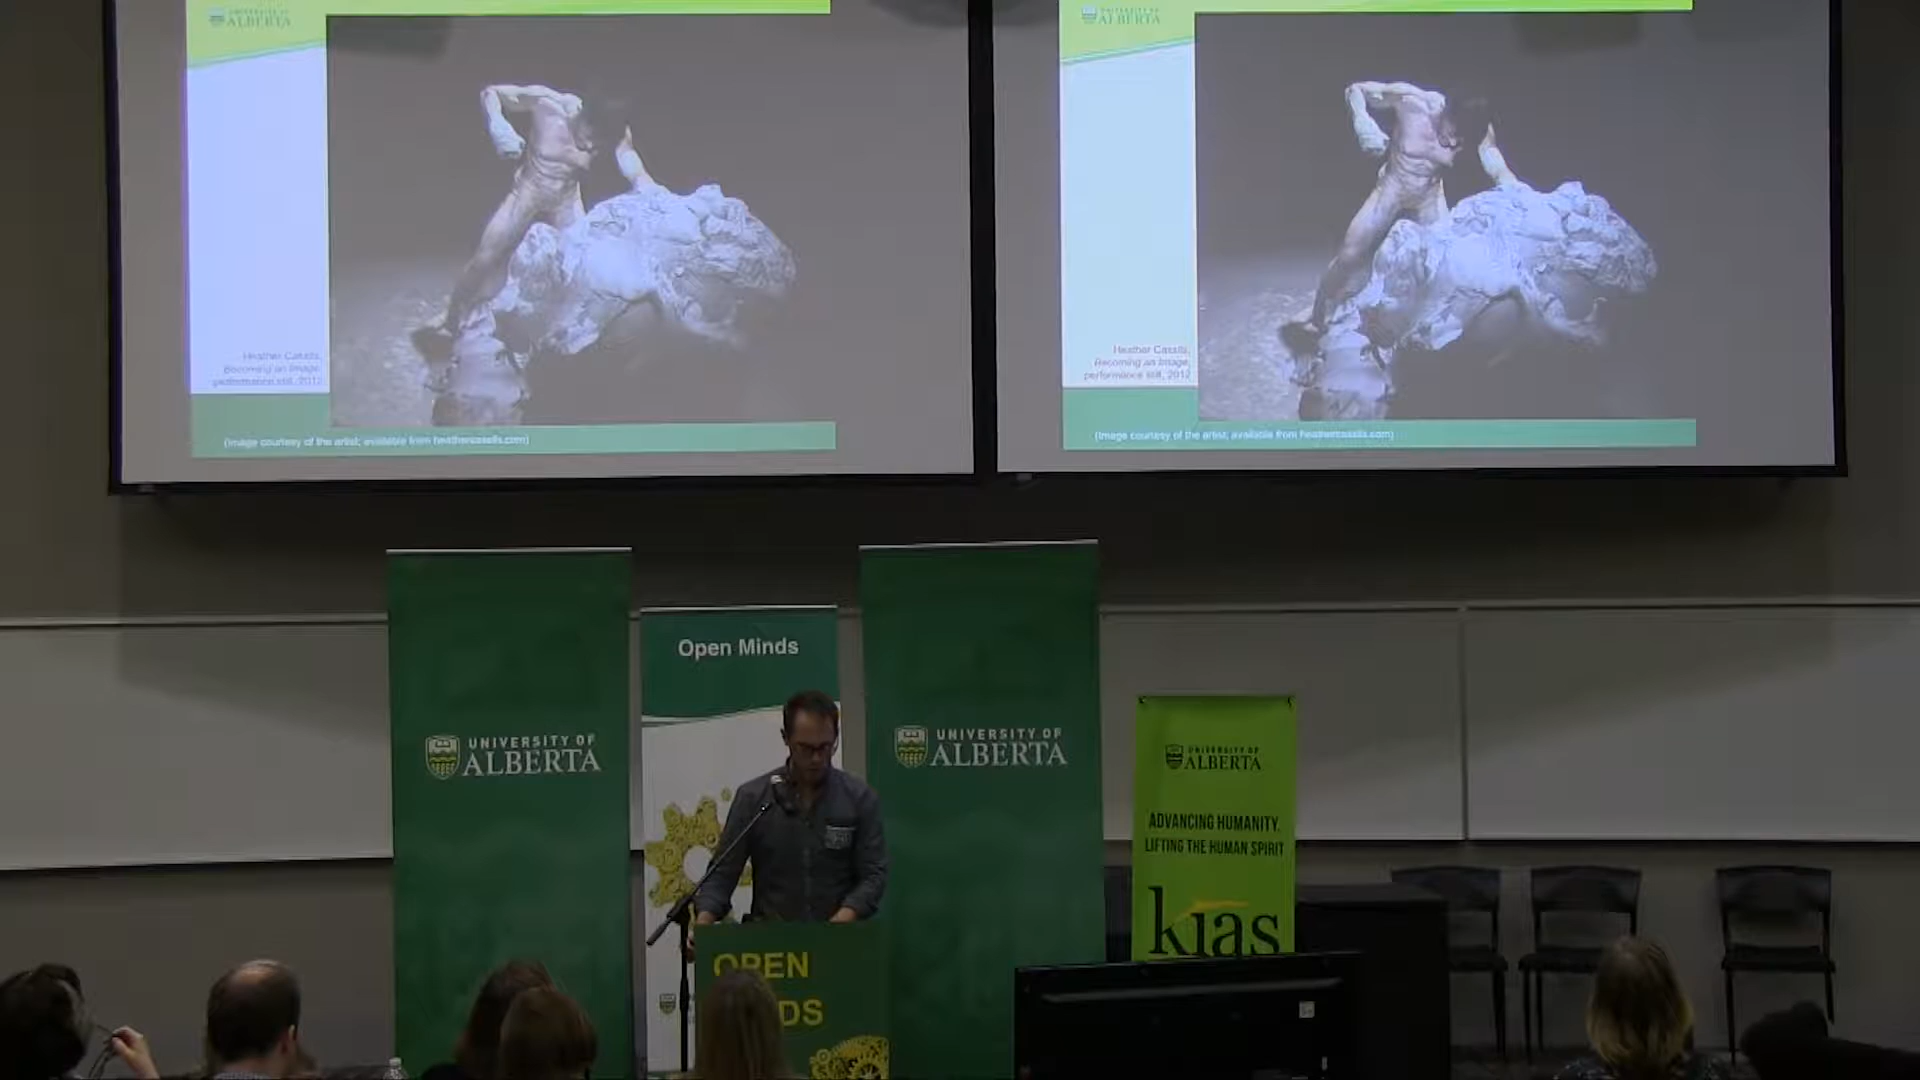 UNIVERSITY OF
ALBERTA
Heather Cassils,
Becoming an Image,
performance still, 2012
(Image courtesy of the artist; available from heathercassils.com)
UNIVERSITY OF
ALBERTA
Heather Cassils,
Becoming an Image,
performance still, 2012
(Image courtesy of the artist; available from heathercassils.com)
UNIVERSITY OF
ALBERTA
Open Minds
UNIVERSITY OF
ALBERTA
UNIVERSITY OF
ALBERTA
ADVANCING HUMANITY.
LIFTING THE HUMAN SPIRIT
kias
OPEN
DS